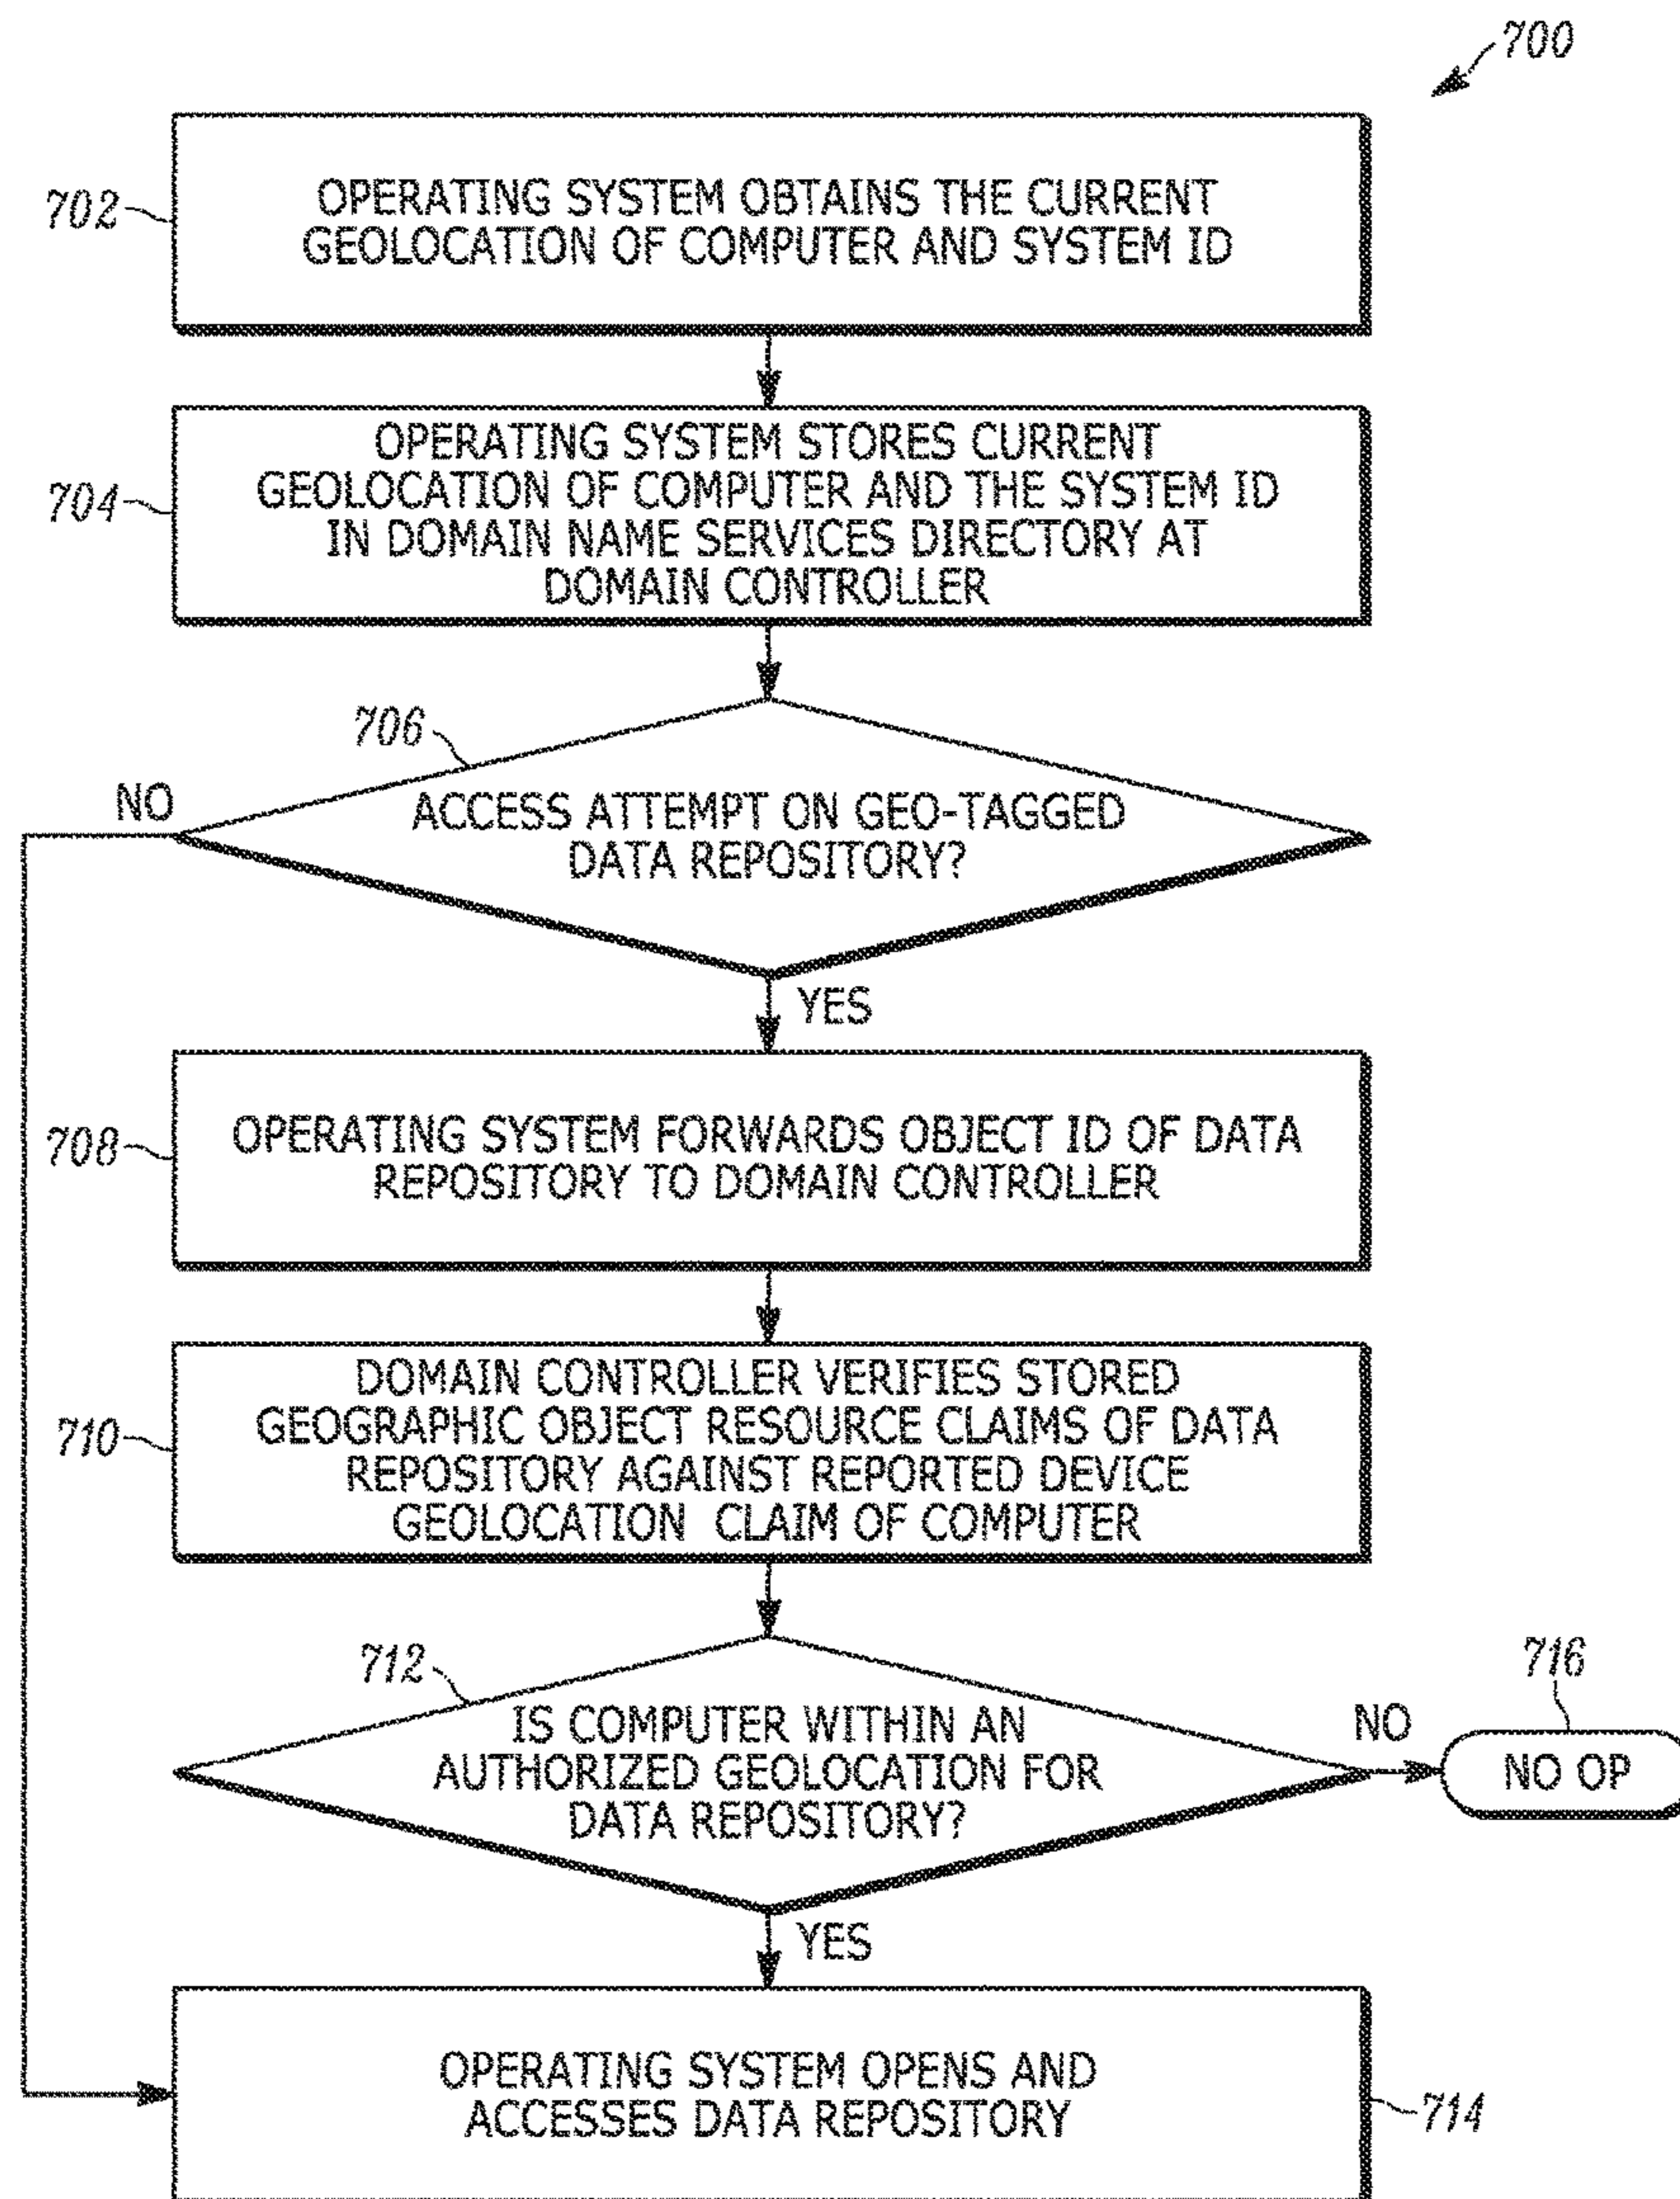 700
702
OPERATING SYSTEM OBTAINS THE CURRENT
GEOLOCATION OF COMPUTER AND SYSTEM ID
704
OPERATING SYSTEM STORES CURRENT
GEOLOCATION OF COMPUTER AND THE SYSTEM ID
IN DOMAIN NAME SERVICES DIRECTORY AT
DOMAIN CONTROLLER
706
NO
ACCESS ATTEMPT ON GEO-TAGGED
DATA REPOSITORY?
YES
708
OPERATING SYSTEM FORWARDS OBJECT ID OF DATA
REPOSITORY TO DOMAIN CONTROLLER
710
DOMAIN CONTROLLER VERIFIES STORED
GEOGRAPHIC OBJECT RESOURCE CLAIMS OF DATA
REPOSITORY AGAINST REPORTED DEVICE
GEOLOCATION CLAIM OF COMPUTER
712
IS COMPUTER WITHIN AN
AUTHORIZED GEOLOCATION FOR
DATA REPOSITORY?
NO
716
NO OP
YES
OPERATING SYSTEM OPENS AND
ACCESSES DATA REPOSITORY
714